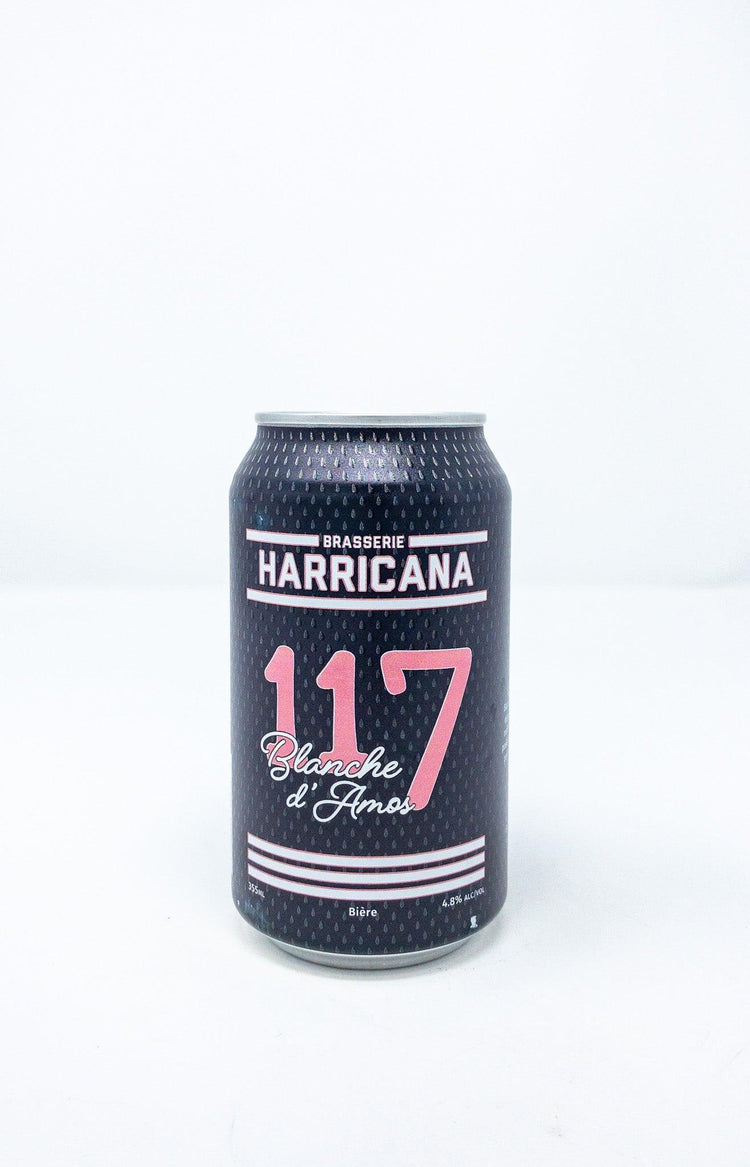 BRASSERIE
HARRICANA
117
Blanche
d'Amos
355ML
4.8% ALC/VOL
Bière